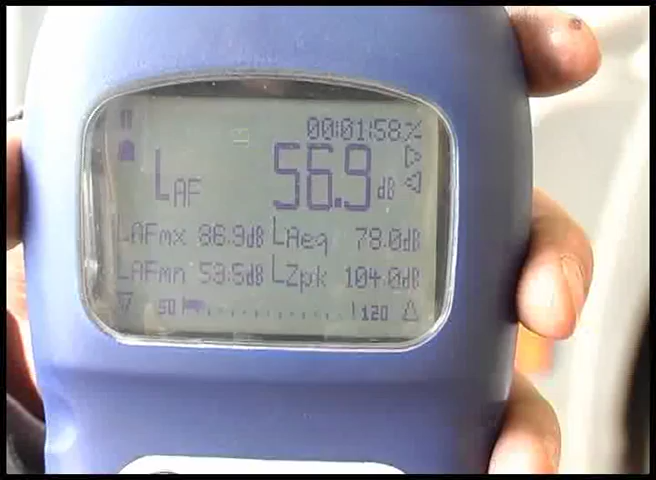 00:01:58
LAF 56.9 dB
LAFmx 86.9dB LAeq 78.0dB
LAFmn 53.5dB LZpk 104.0dB
50 120